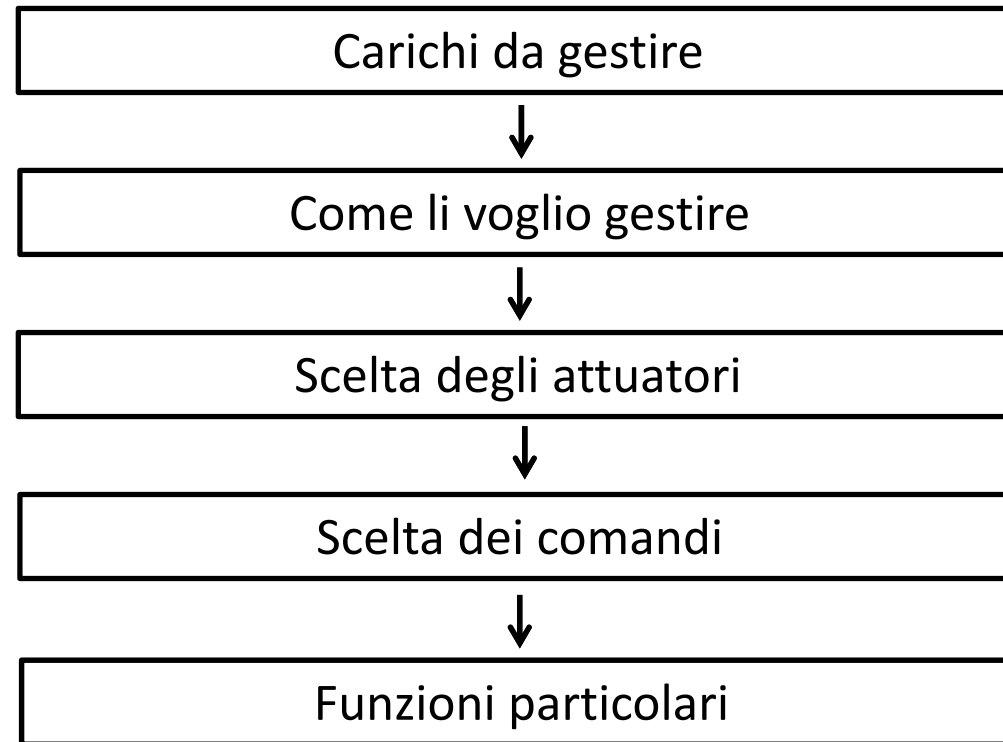 Carichi da gestire
Come li voglio gestire
Scelta degli attuatori
Scelta dei comandi
Funzioni particolari